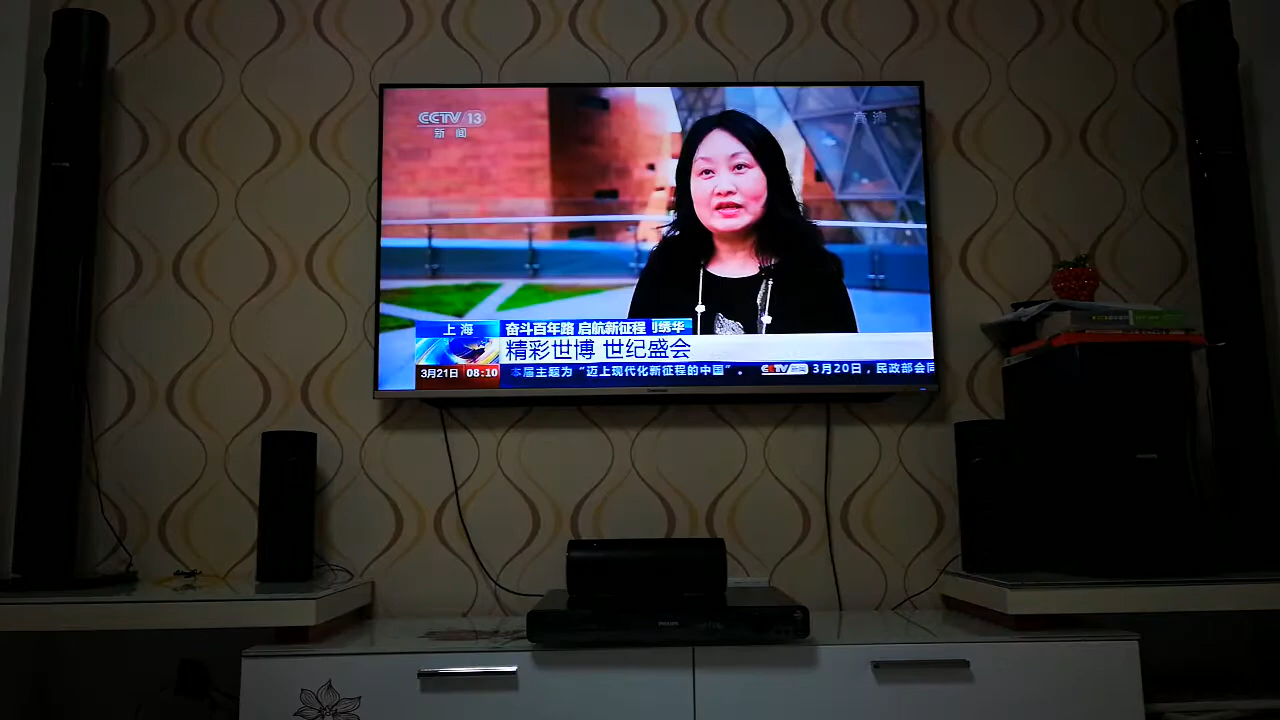 CCTV 13
新闻
高清
上海
奋斗百年路 启航新征程
精彩世博 世纪盛会
3月21日 08:10
本届主题为“迈上现代化新征程的中国”。 CCTV 3月20日，民政部会同
PHILIPS